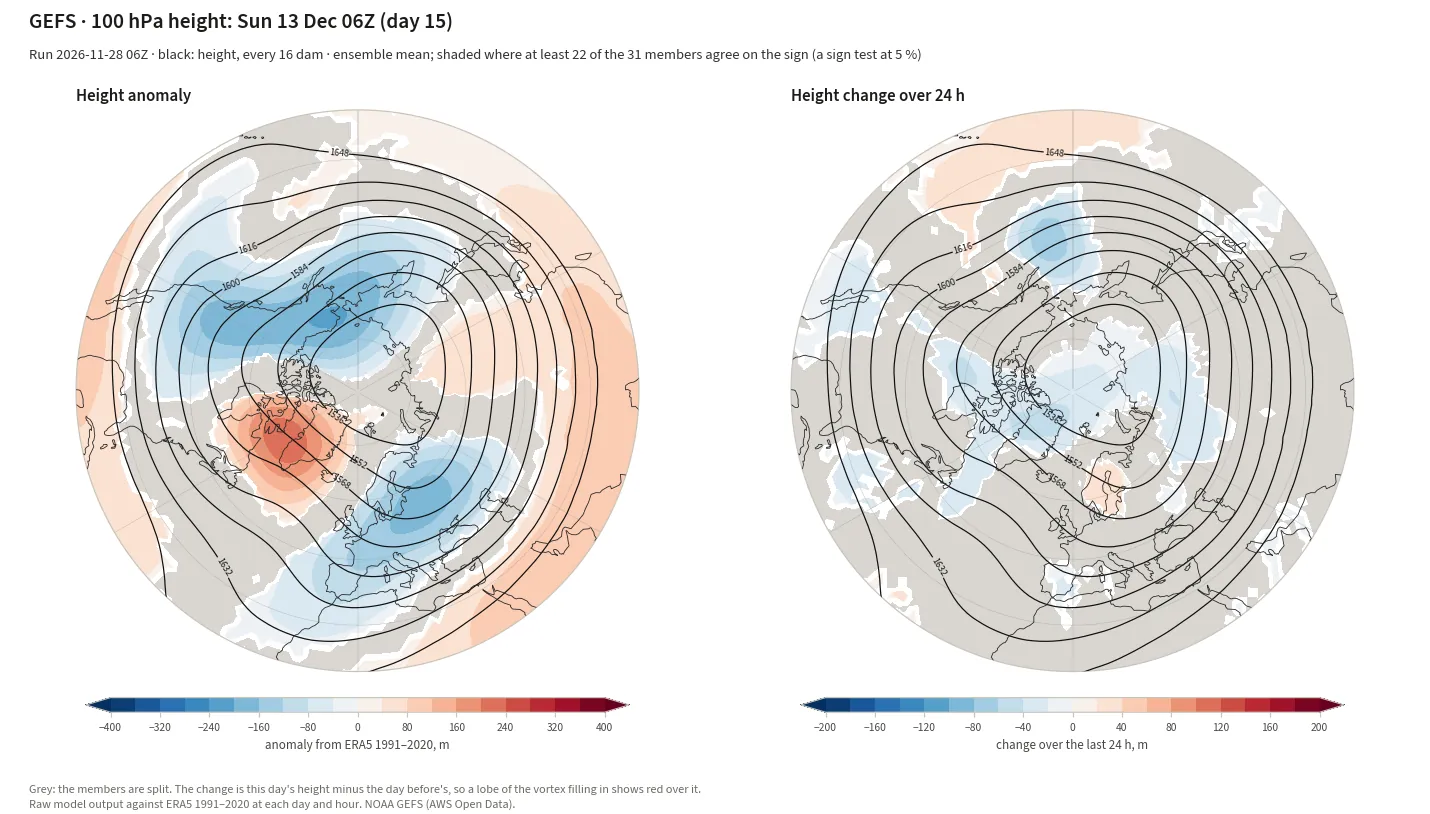 GEFS · 100 hPa height: Sun 13 Dec 06Z (day 15)
Run 2026-11-28 06Z · black: height, every 16 dam · ensemble mean; shaded where at least 22 of the 31 members agree on the sign (a sign test at 5 %)
Height anomaly
Height change over 24 h
1648
1616
1584
1600
1552
1568
1632
1648
1616
1584
1600
1552
1568
1632
−400 −320 −240 −160 −80 0 80 160 240 320 400
anomaly from ERA5 1991–2020, m
−200 −160 −120 −80 −40 0 40 80 120 160 200
change over the last 24 h, m
Grey: the members are split. The change is this day's height minus the day before's, so a lobe of the vortex filling in shows red over it.
Raw model output against ERA5 1991–2020 at each day and hour. NOAA GEFS (AWS Open Data).